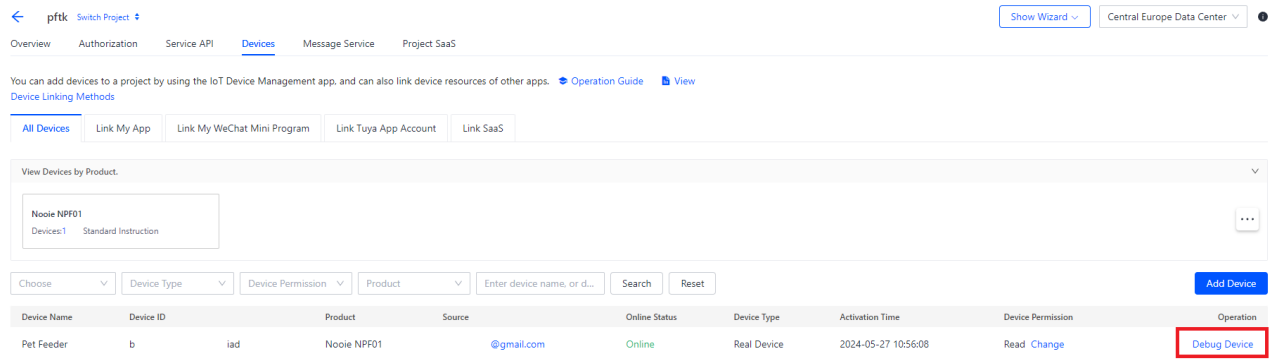 pftk Switch Project Show Wizard Central Europe Data Center
Overview Authorization Service API Devices Message Service Project SaaS
You can add devices to a project by using the IoT Device Management app, and can also link device resources of other apps. Operation Guide View
Device Linking Methods
All Devices Link My App Link My WeChat Mini Program Link Tuya App Account Link SaaS
View Devices by Product.
Nooie NPF01
Devices:1 Standard Instruction
Choose Device Type Device Permission Product Enter device name, or d... Search Reset Add Device
Device Name Device ID Product Source Online Status Device Type Activation Time Device Permission Operation
Pet Feeder b iad Nooie NPF01 @gmail.com Online Real Device 2024-05-27 10:56:08 Read Change Debug Device